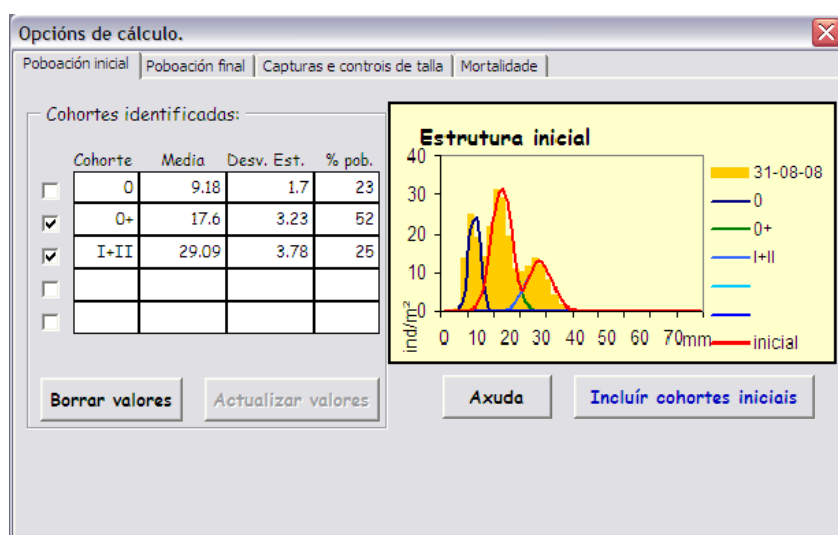 Opcións de cálculo.
Poboación inicial Poboación final Capturas e controis de talla Mortalidade
Cohortes identificadas:
Cohorte Media Desv. Est. % pob.
0 9.18 1.7 23
0+ 17.6 3.23 52
I+II 29.09 3.78 25
Borrar valores Actualizar valores
Estrutura inicial
40
30
20
10
0
ind/m²
0 10 20 30 40 50 60 70mm
31-08-08
0
0+
I+II
inicial
Axuda Incluír cohortes iniciais